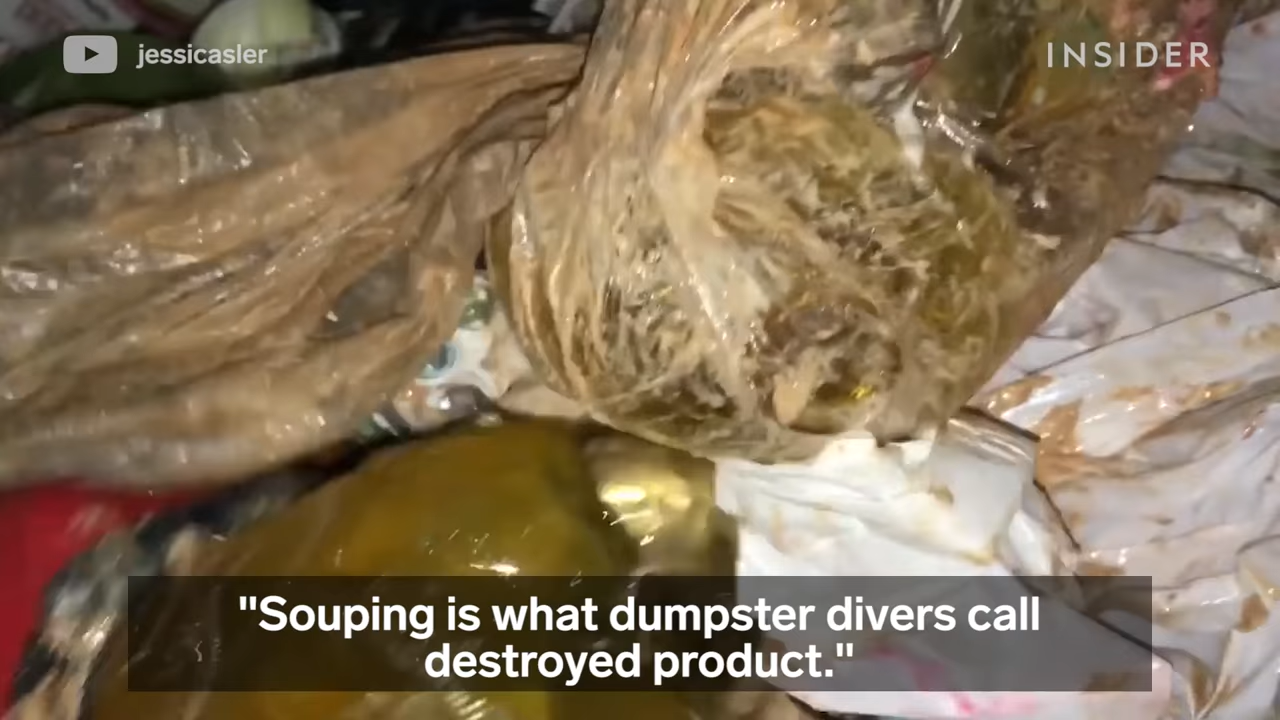 jessicasler
INSIDER
"Souping is what dumpster divers call
destroyed product."